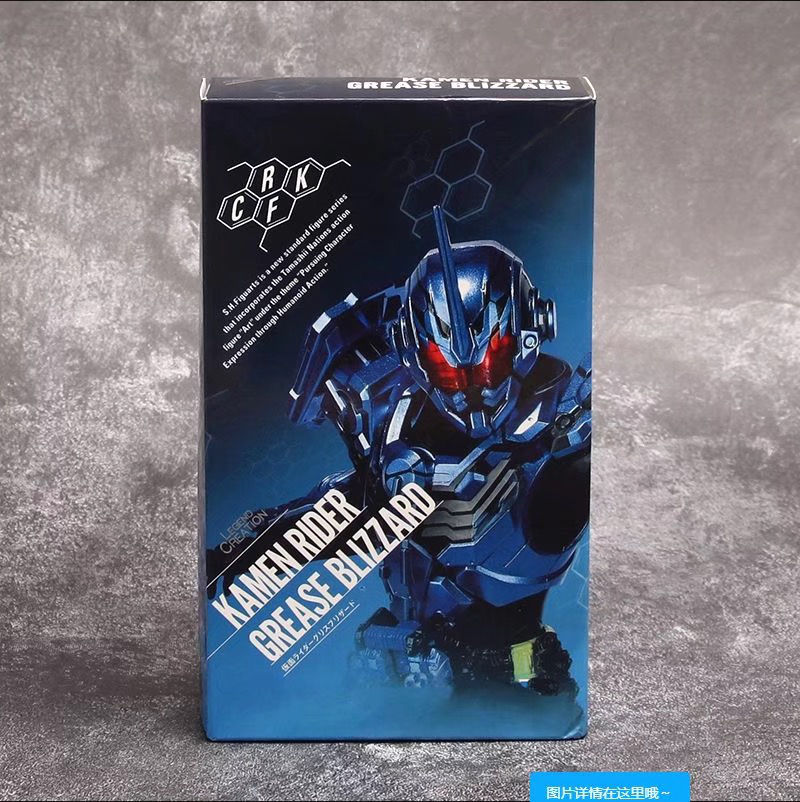 KAMEN RIDER
GREASE BLIZZARD
R K
C F
S.H.Figuarts is a new standard figure series
that incorporates the Tamashii Nations action
figure "Art" under the theme "Pursuing Character
Expression through Humanoid Action."
LEGEND
CREATION
KAMEN RIDER
GREASE BLIZZARD
仮面ライダーグリスブリザード
图片详情在这里哦~